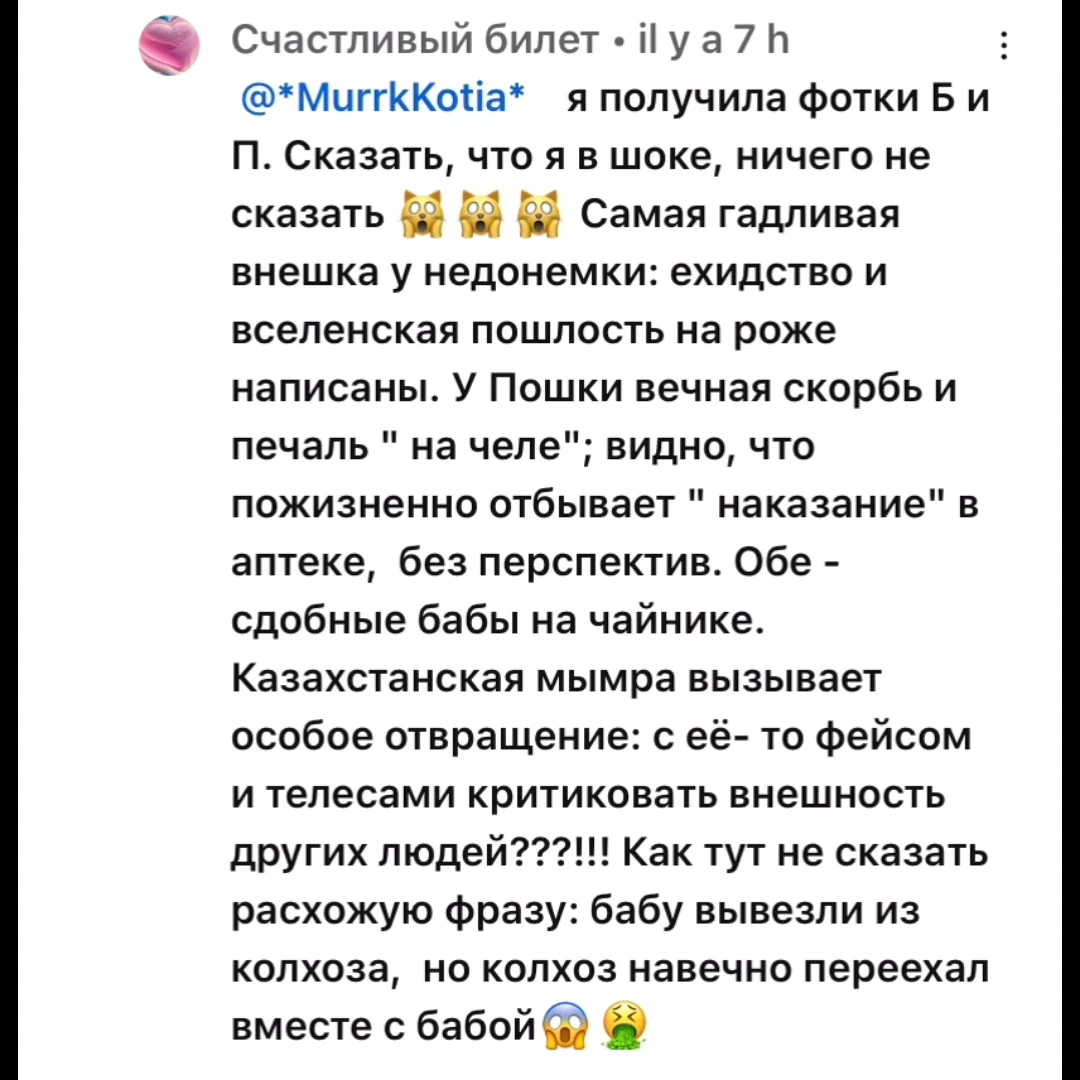 Счастливый билет • il y a 7 h
@*MurrkKotia* я получила фотки Б и
П. Сказать, что я в шоке, ничего не
сказать 🙀 🙀 🙀 Самая гадливая
внешка у недонемки: ехидство и
вселенская пошлость на роже
написаны. У Пошки вечная скорбь и
печаль " на челе"; видно, что
пожизненно отбывает " наказание" в
аптеке, без перспектив. Обе -
сдобные бабы на чайнике.
Казахстанская мымра вызывает
особое отвращение: с её- то фейсом
и телесами критиковать внешность
других людей???!!! Как тут не сказать
расхожую фразу: бабу вывезли из
колхоза, но колхоз навечно переехал
вместе с бабой😱 🤮